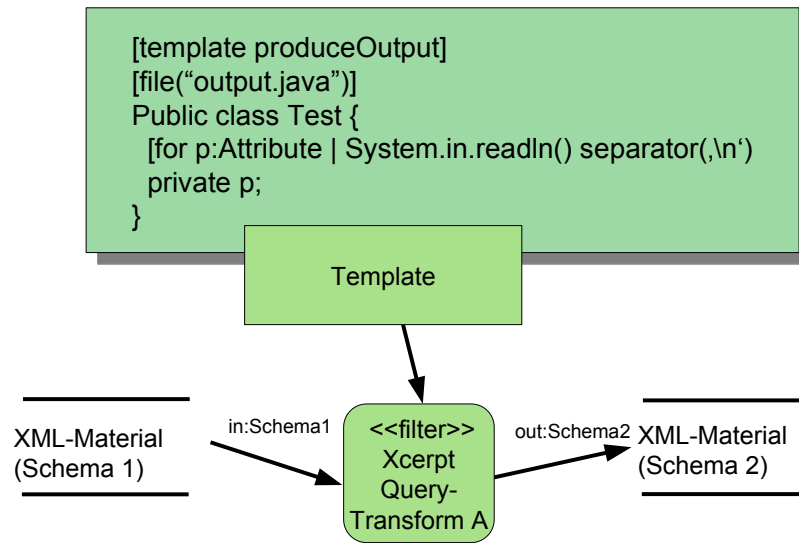 [template produceOutput]
[file(“output.java”)]
Public class Test {
[for p:Attribute | System.in.readln() separator(‚\n‘)
private p;
}
Template
XML-Material
(Schema 1)
in:Schema1
<<filter>>
Xcerpt
Query-
Transform A
out:Schema2
XML-Material
(Schema 2)